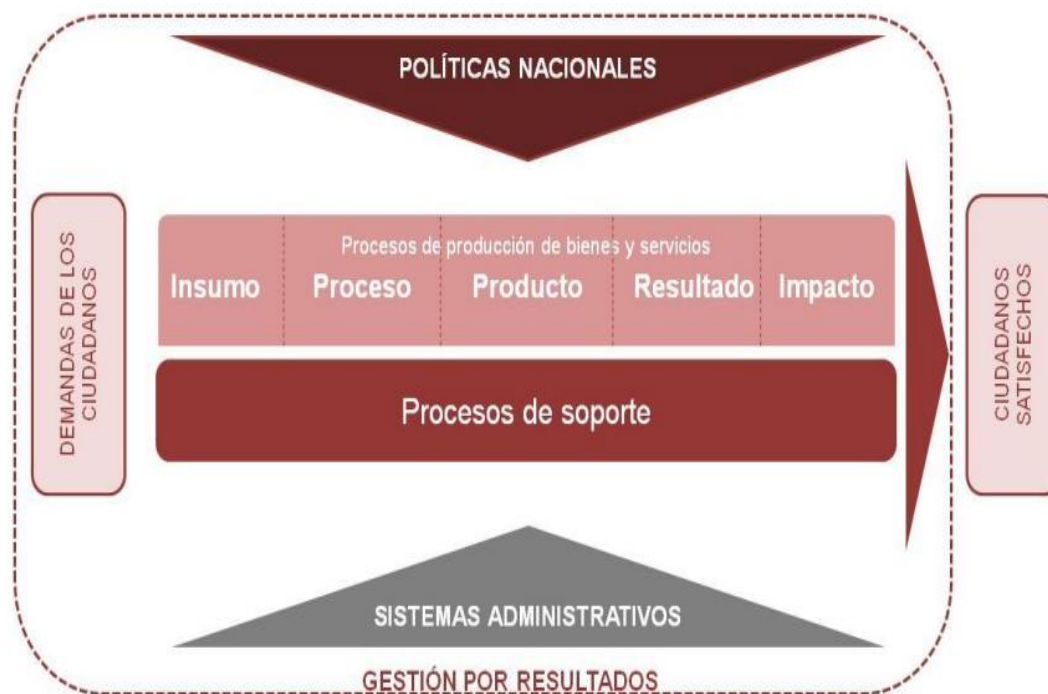 POLÍTICAS NACIONALES
DEMANDAS DE LOS
CIUDADANOS
Procesos de producción de bienes y servicios
Insumo Proceso Producto Resultado Impacto
Procesos de soporte
CIUDADANOS
SATISFECHOS
SISTEMAS ADMINISTRATIVOS
GESTIÓN POR RESULTADOS